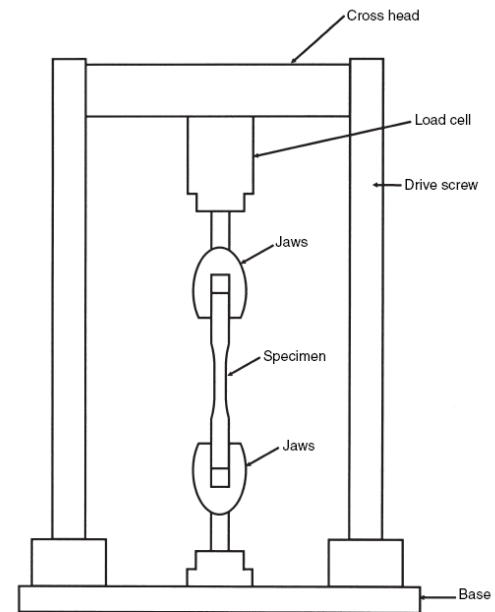 Cross head
Load cell
Drive screw
Jaws
Specimen
Jaws
Base